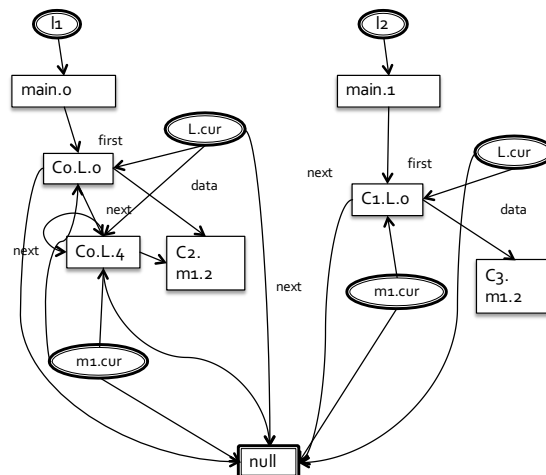 l1
l2
main.0
main.1
first
L.cur
C0.L.0
data
next
C0.L.4
next
C2.
m1.2
next
m1.cur
next
first
L.cur
C1.L.0
data
m1.cur
C3.
m1.2
null